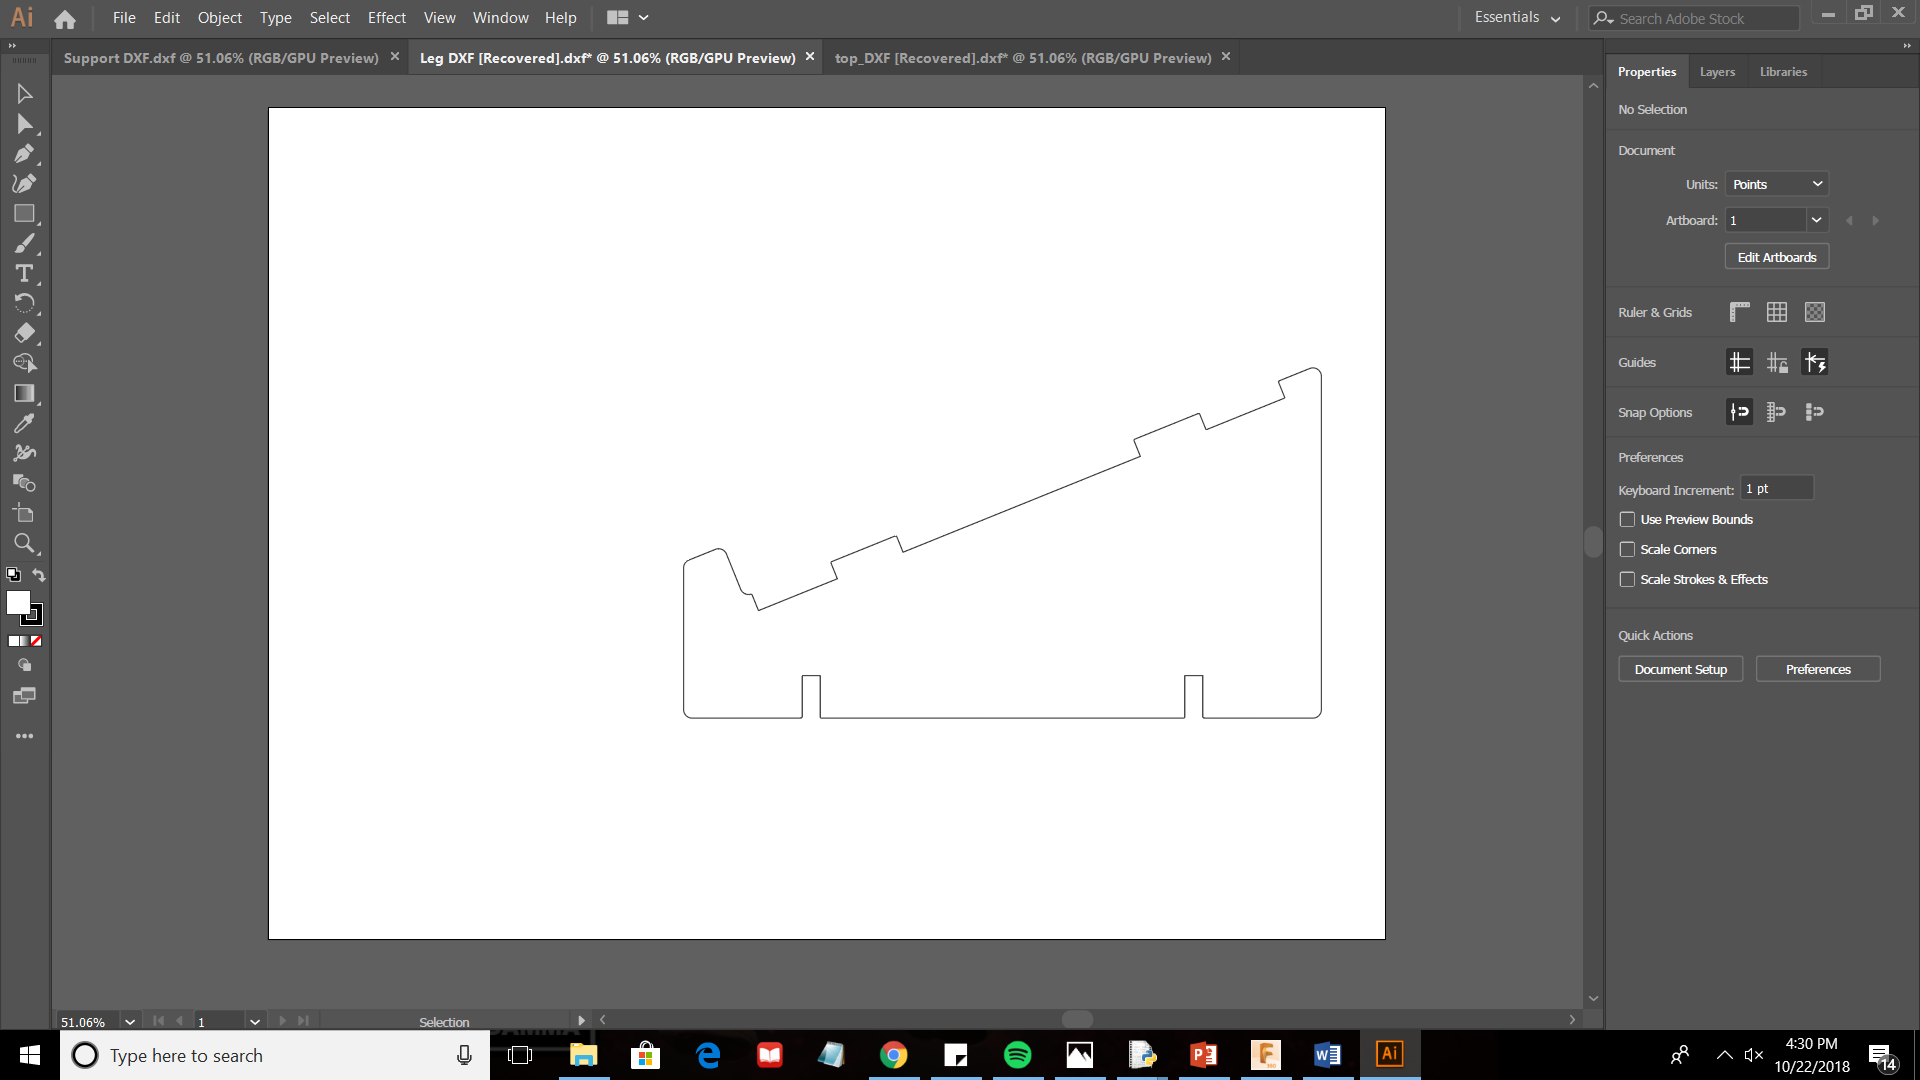 Ai File Edit Object Type Select Effect View Window Help Essentials Search Adobe Stock
Support DXF.dxf @ 51.06% (RGB/GPU Preview) Leg DXF [Recovered].dxf* @ 51.06% (RGB/GPU Preview) top_DXF [Recovered].dxf* @ 51.06% (RGB/GPU Preview)
Properties Layers Libraries
No Selection
Document
Units: Points
Artboard: 1
Edit Artboards
Ruler & Grids
Guides
Snap Options
Preferences
Keyboard Increment: 1 pt
Use Preview Bounds
Scale Corners
Scale Strokes & Effects
Quick Actions
Document Setup Preferences
51.06% 1 Selection
Type here to search
Ai
4:30 PM
10/22/2018
14